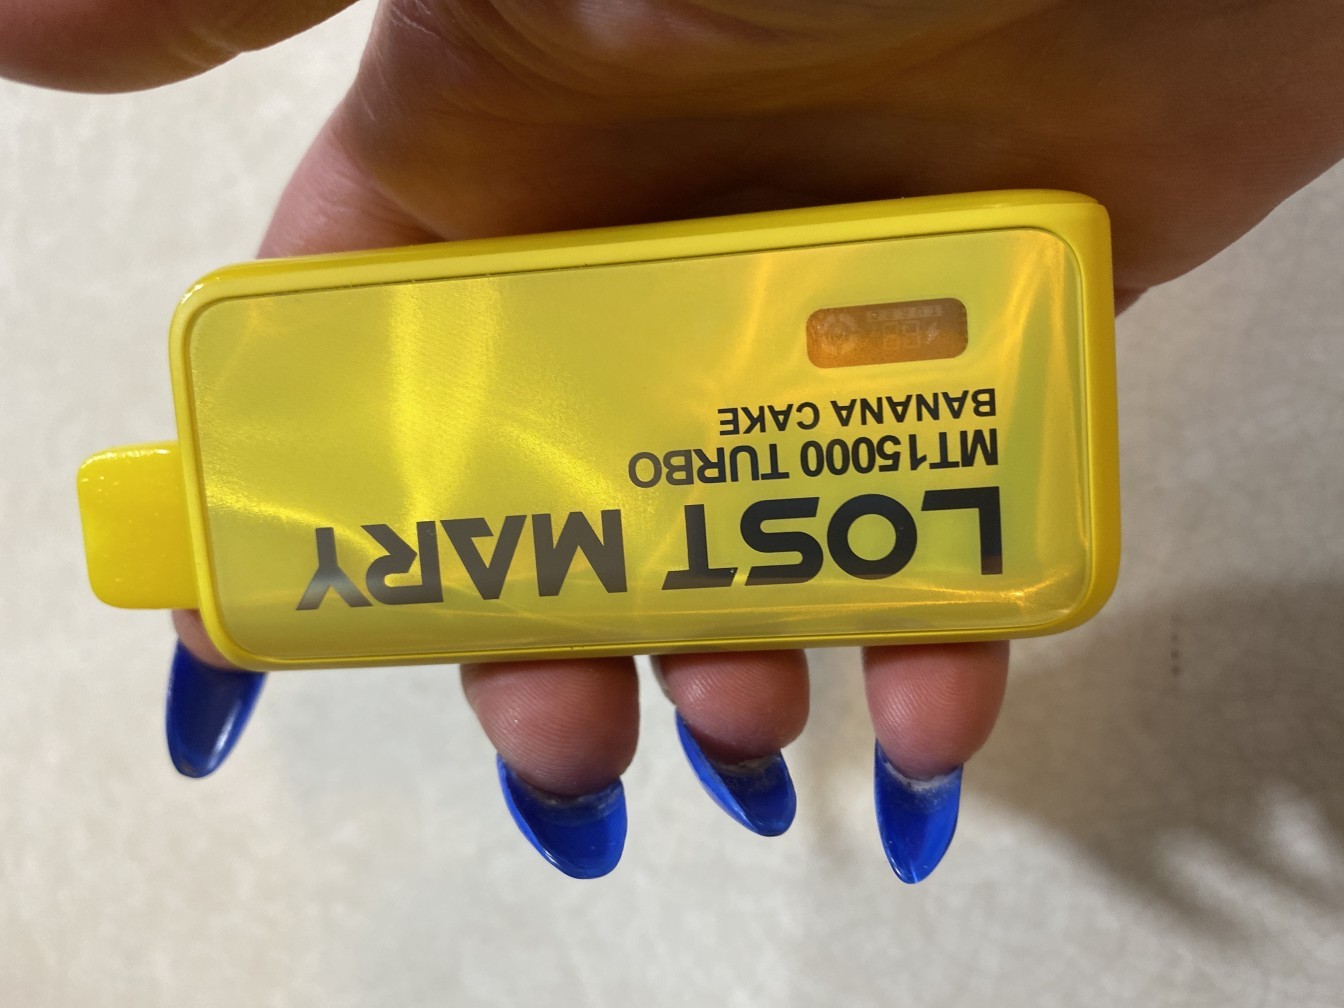 LOST MARY
MT15000 TURBO
BANANA CAKE